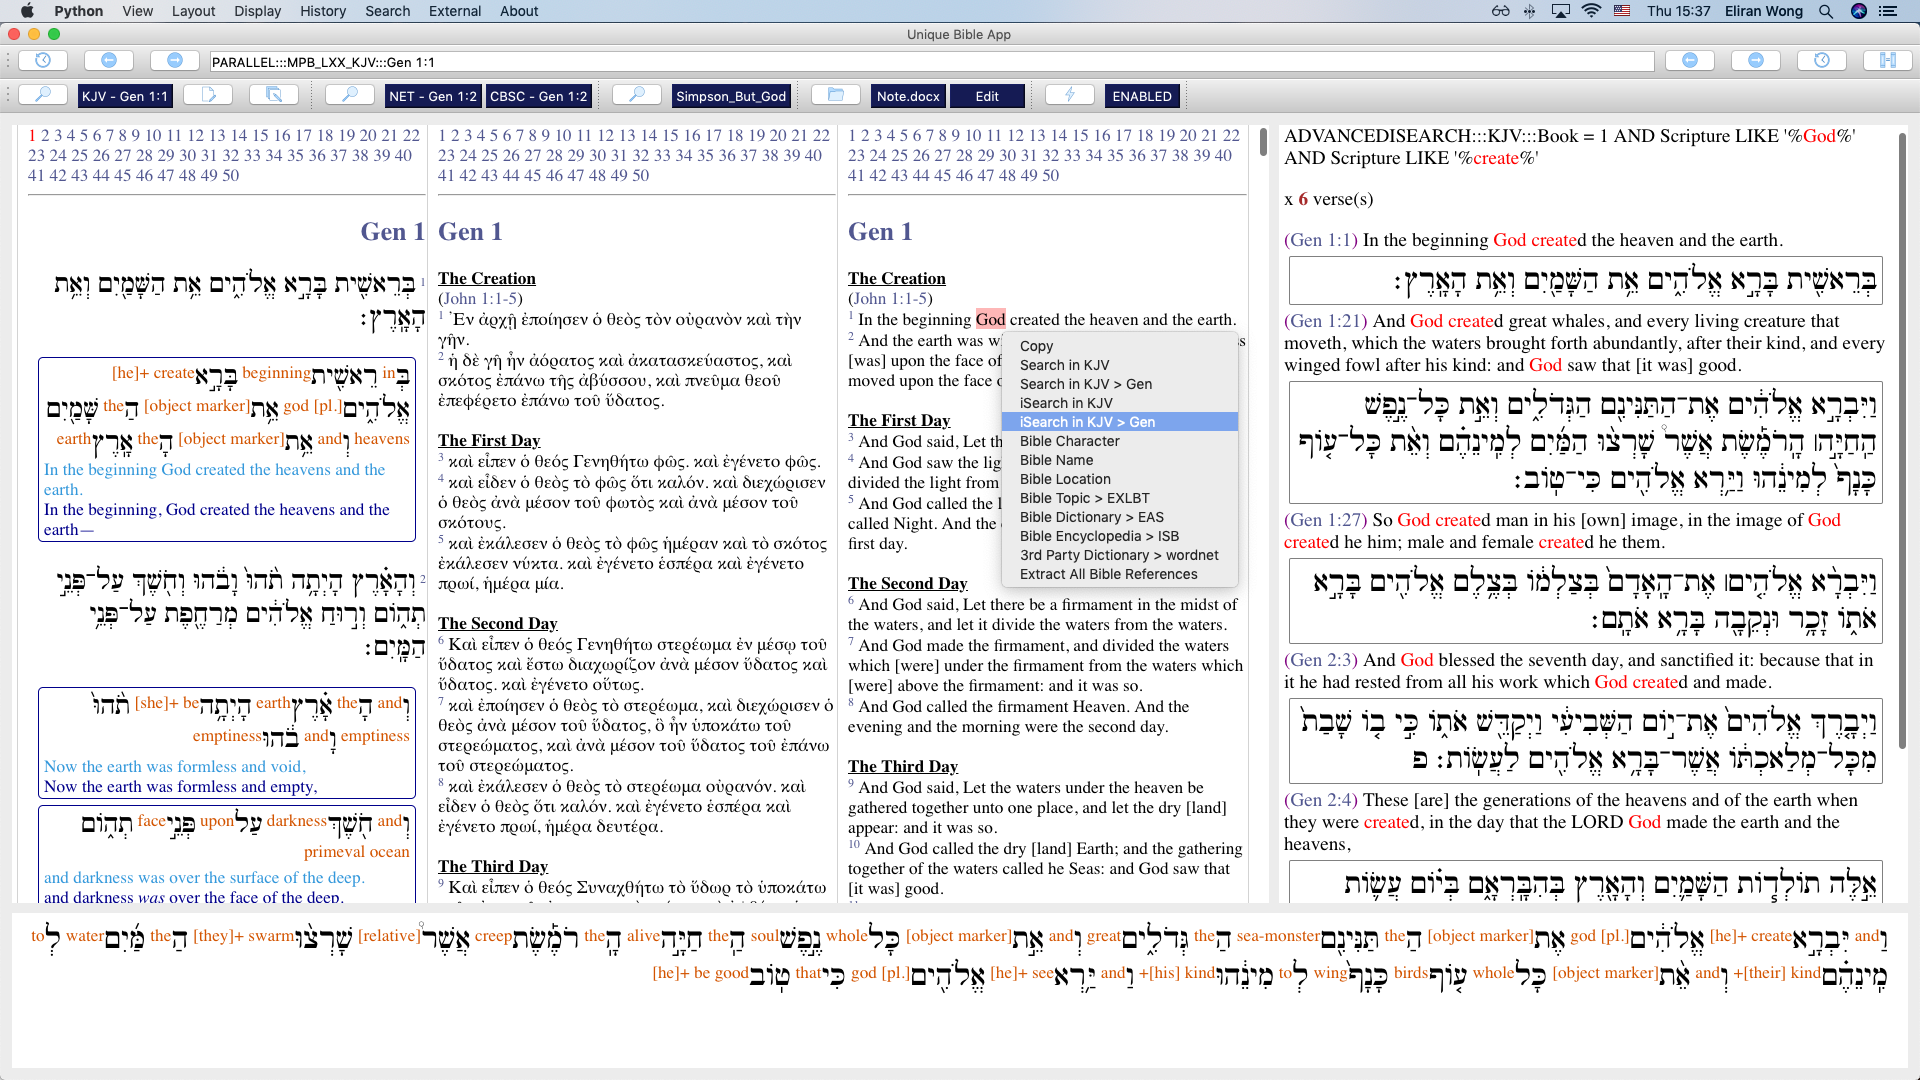 Python View Layout Display History Search External About
Thu 15:37 Eliran Wong
Unique Bible App
PARALLEL:::MPB_LXX_KJV:::Gen 1:1
KJV - Gen 1:1
NET - Gen 1:2
CBSC - Gen 1:2
Simpson_But_God
Note.docx
Edit
ENABLED
1 2 3 4 5 6 7 8 9 10 11 12 13 14 15 16 17 18 19 20 21 22
23 24 25 26 27 28 29 30 31 32 33 34 35 36 37 38 39 40
41 42 43 44 45 46 47 48 49 50
Gen 1
1 בְּרֵאשִׁ֖ית בָּרָ֣א אֱלֹהִ֑ים אֵ֥ת הַשָּׁמַ֖יִם וְאֵ֥ת
הָאָֽרֶץ׃
בְּ in רֵאשִׁ֖ית beginning בָּרָ֣א [he]+ create
אֱלֹהִ֑ים god [pl.] אֵ֥ת [object marker] הַ the שָּׁמַ֖יִם
heavens וְ and אֵ֥ת [object marker] הָ the אָֽרֶץ earth
In the beginning God created the heavens and the
earth.
In the beginning, God created the heavens and the
earth—
2 וְהָאָ֗רֶץ הָיְתָ֥ה תֹ֙הוּ֙ וָבֹ֔הוּ וְחֹ֖שֶׁךְ עַל־פְּנֵ֣י
תְה֑וֹם וְר֣וּחַ אֱלֹהִ֔ים מְרַחֶ֖פֶת עַל־פְּנֵ֥י
הַמָּֽיִם׃
וְ and הָ the אָ֗רֶץ earth הָיְתָ֥ה [she]+ be תֹ֙הוּ֙
emptiness וָ and בֹ֔הוּ emptiness
Now the earth was formless and void,
Now the earth was formless and empty,
וְ and חֹ֖שֶׁךְ darkness עַל upon פְּנֵ֣י face תְה֑וֹם
primeval ocean
and darkness was over the surface of the deep.
and darkness was over the face of the deep.
1 2 3 4 5 6 7 8 9 10 11 12 13 14 15 16 17 18 19 20 21 22
23 24 25 26 27 28 29 30 31 32 33 34 35 36 37 38 39 40
41 42 43 44 45 46 47 48 49 50
Gen 1
The Creation
(John 1:1-5)
1 Ἐν ἀρχῇ ἐποίησεν ὁ θεὸς τὸν οὐρανὸν καὶ τὴν
γῆν.
2 ἡ δὲ γῆ ἦν ἀόρατος καὶ ἀκατασκεύαστος, καὶ
σκότος ἐπάνω τῆς ἀβύσσου, καὶ πνεῦμα θεοῦ
ἐπεφέρετο ἐπάνω τοῦ ὕδατος.
The First Day
3 καὶ εἶπεν ὁ θεός Γενηθήτω φῶς. καὶ ἐγένετο φῶς.
4 καὶ εἶδεν ὁ θεὸς τὸ φῶς ὅτι καλόν. καὶ διεχώρισεν
ὁ θεὸς ἀνὰ μέσον τοῦ φωτὸς καὶ ἀνὰ μέσον τοῦ
σκότους.
5 καὶ ἐκάλεσεν ὁ θεὸς τὸ φῶς ἡμέραν καὶ τὸ σκότος
ἐκάλεσεν νύκτα. καὶ ἐγένετο ἑσπέρα καὶ ἐγένετο
πρωί, ἡμέρα μία.
The Second Day
6 Καὶ εἶπεν ὁ θεός Γενηθήτω στερέωμα ἐν μέσῳ τοῦ
ὕδατος καὶ ἔστω διαχωρίζον ἀνὰ μέσον ὕδατος καὶ
ὕδατος. καὶ ἐγένετο οὕτως.
7 καὶ ἐποίησεν ὁ θεὸς τὸ στερέωμα, καὶ διεχώρισεν ὁ
θεὸς ἀνὰ μέσον τοῦ ὕδατος, ὃ ἦν ὑποκάτω τοῦ
στερεώματος, καὶ ἀνὰ μέσον τοῦ ὕδατος τοῦ ἐπάνω
τοῦ στερεώματος.
8 καὶ ἐκάλεσεν ὁ θεὸς τὸ στερέωμα οὐρανόν. καὶ
εἶδεν ὁ θεὸς ὅτι καλόν. καὶ ἐγένετο ἑσπέρα καὶ
ἐγένετο πρωί, ἡμέρα δευτέρα.
The Third Day
9 Καὶ εἶπεν ὁ θεός Συναχθήτω τὸ ὕδωρ τὸ ὑποκάτω
1 2 3 4 5 6 7 8 9 10 11 12 13 14 15 16 17 18 19 20 21 22
23 24 25 26 27 28 29 30 31 32 33 34 35 36 37 38 39 40
41 42 43 44 45 46 47 48 49 50
Gen 1
The Creation
(John 1:1-5)
1 In the beginning God created the heaven and the earth.
2 And the earth was w
[was] upon the face of
moved upon the face o
The First Day
3 And God said, Let th
4 And God saw the lig
divided the light from
5 And God called the l
called Night. And the
first day.
The Second Day
6 And God said, Let there be a firmament in the midst of
the waters, and let it divide the waters from the waters.
7 And God made the firmament, and divided the waters
which [were] under the firmament from the waters which
[were] above the firmament: and it was so.
8 And God called the firmament Heaven. And the
evening and the morning were the second day.
The Third Day
9 And God said, Let the waters under the heaven be
gathered together unto one place, and let the dry [land]
appear: and it was so.
10 And God called the dry [land] Earth; and the gathering
together of the waters called he Seas: and God saw that
[it was] good.
Copy
Search in KJV
Search in KJV > Gen
iSearch in KJV
iSearch in KJV > Gen
Bible Character
Bible Name
Bible Location
Bible Topic > EXLBT
Bible Dictionary > EAS
Bible Encyclopedia > ISB
3rd Party Dictionary > wordnet
Extract All Bible References
ADVANCEDISEARCH:::KJV:::Book = 1 AND Scripture LIKE '%God%'
AND Scripture LIKE '%create%'
x 6 verse(s)
(Gen 1:1) In the beginning God created the heaven and the earth.
בְּרֵאשִׁ֖ית בָּרָ֣א אֱלֹהִ֑ים אֵ֥ת הַשָּׁמַ֖יִם וְאֵ֥ת הָאָֽרֶץ׃
(Gen 1:21) And God created great whales, and every living creature that
moveth, which the waters brought forth abundantly, after their kind, and every
winged fowl after his kind: and God saw that [it was] good.
וַיִּבְרָ֣א אֱלֹהִ֔ים אֶת־הַתַּנִּינִ֖ם הַגְּדֹלִ֑ים וְאֵ֣ת כָּל־נֶ֣פֶשׁ
הַֽחַיָּ֣ה׀ הָֽרֹמֶ֡שֶׂת אֲשֶׁר֩ שָׁרְצ֨וּ הַמַּ֜יִם לְמִֽינֵהֶ֗ם וְאֵ֨ת כָּל־ע֤וֹף
כָּנָף֙ לְמִינֵ֔הוּ וַיַּ֥רְא אֱלֹהִ֖ים כִּי־טֽוֹב׃
(Gen 1:27) So God created man in his [own] image, in the image of God
created he him; male and female created he them.
וַיִּבְרָ֨א אֱלֹהִ֤ים׀ אֶת־הָֽאָדָם֙ בְּצַלְמ֔וֹ בְּצֶ֥לֶם אֱלֹהִ֖ים בָּרָ֣א
אֹת֑וֹ זָכָ֥ר וּנְקֵבָ֖ה בָּרָ֥א אֹתָֽם׃
(Gen 2:3) And God blessed the seventh day, and sanctified it: because that in
it he had rested from all his work which God created and made.
וַיְבָ֤רֶךְ אֱלֹהִים֙ אֶת־י֣וֹם הַשְּׁבִיעִ֔י וַיְקַדֵּ֖שׁ אֹת֑וֹ כִּ֣י ב֤וֹ שָׁבַת֙
מִכָּל־מְלַאכְתּ֔וֹ אֲשֶׁר־בָּרָ֥א אֱלֹהִ֖ים לַעֲשֽׂוֹת׃ פ
(Gen 2:4) These [are] the generations of the heavens and of the earth when
they were created, in the day that the LORD God made the earth and the
heavens,
אֵ֣לֶּה תוֹלְד֧וֹת הַשָּׁמַ֛יִם וְהָאָ֖רֶץ בְּהִבָּֽרְאָ֑ם בְּי֗וֹם עֲשׂ֛וֹת
וַ and יִּבְרָ֣א [he]+ create אֱלֹהִ֔ים god [pl.] אֶת [object marker] הַ the תַּנִּינִ֖ם sea-monster הַ the גְּדֹלִ֑ים great וְ and אֵ֣ת [object marker] כָּל whole נֶ֣פֶשׁ soul הַֽ the חַיָּ֣ה alive הָֽ the רֹמֶ֡שֶׂת creep אֲשֶׁר֩ [relative] שָׁרְצ֨וּ [they]+ swarm הַ the מַּ֜יִם water לְ to
מִֽינֵהֶ֗ם +[their] kind וְ and אֵ֨ת [object marker] כָּל whole ע֤וֹף birds כָּנָף֙ wing לְ to מִינֵ֔הוּ +[his] kind וַ and יַּ֥רְא [he]+ see אֱלֹהִ֖ים god [pl.] כִּי that טֽוֹב [he]+ be good